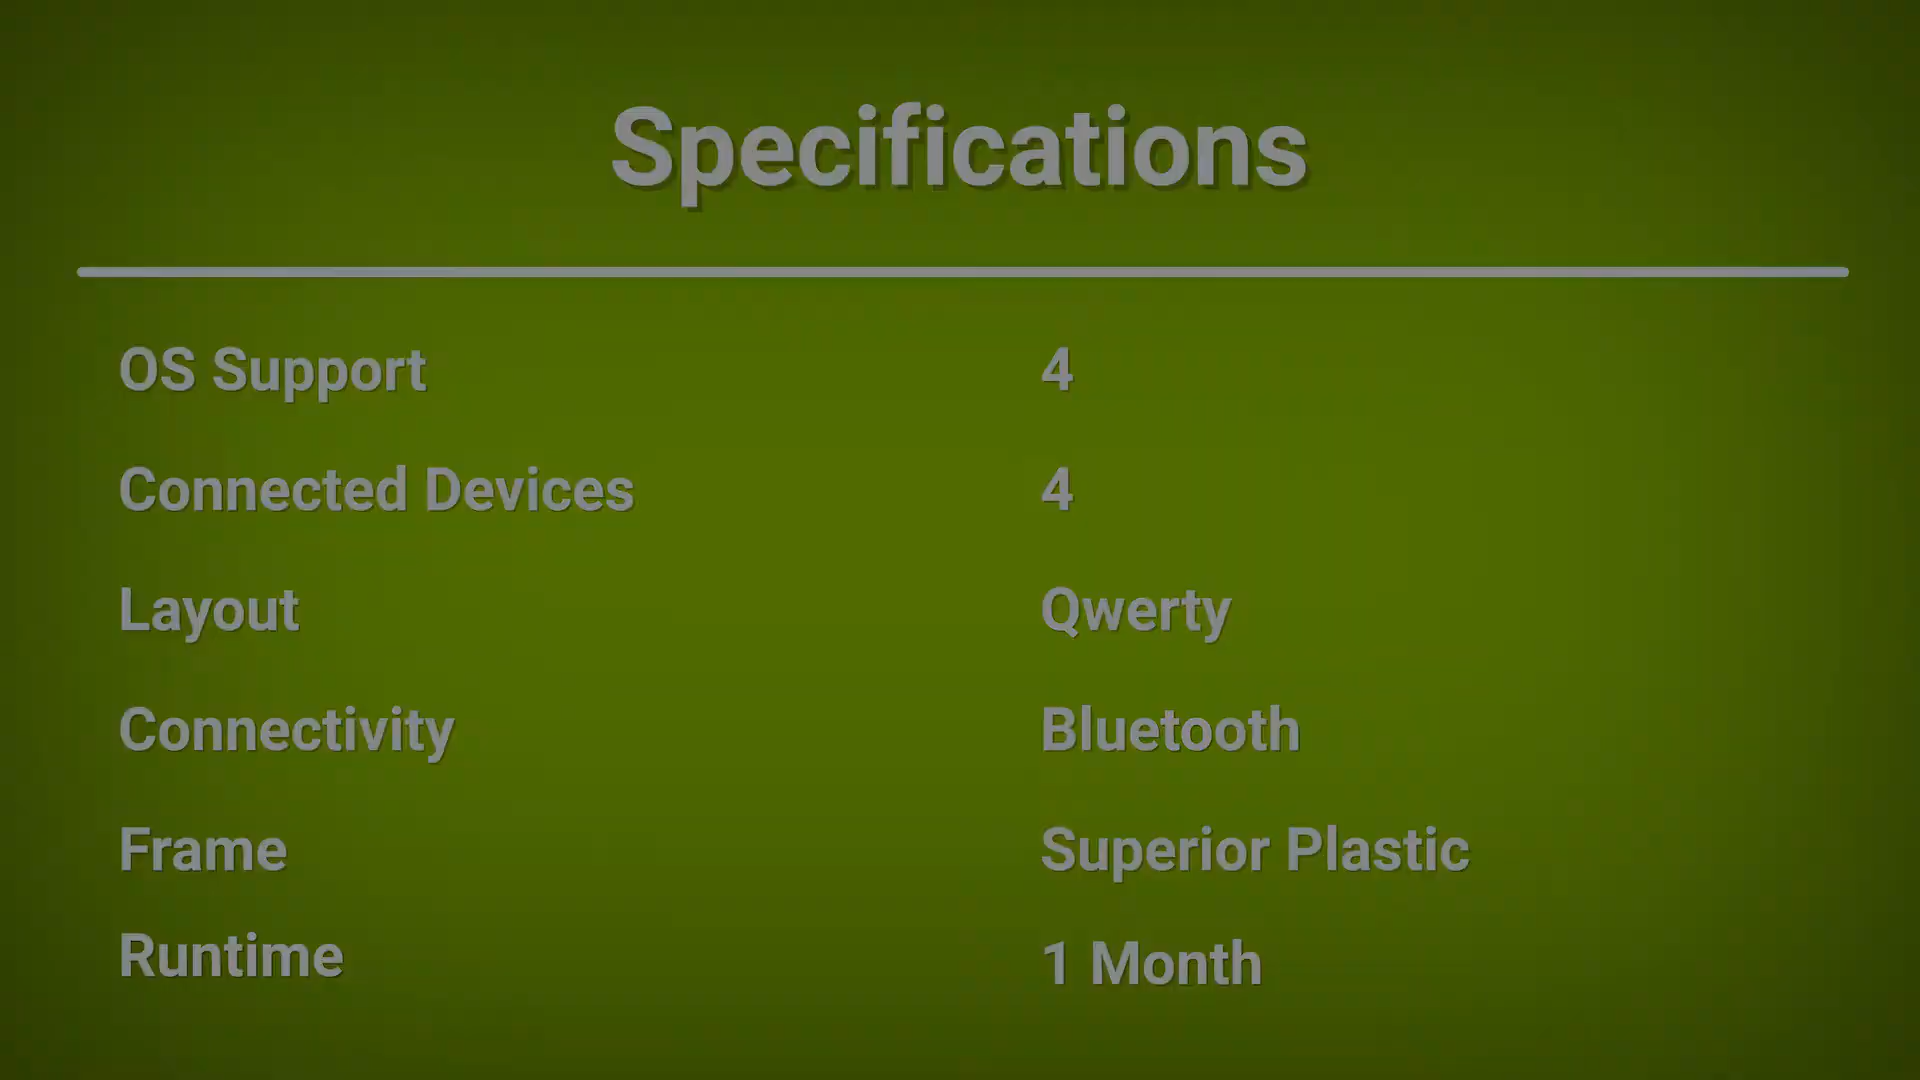 Specifications
OS Support 4
Connected Devices 4
Layout Qwerty
Connectivity Bluetooth
Frame Superior Plastic
Runtime 1 Month